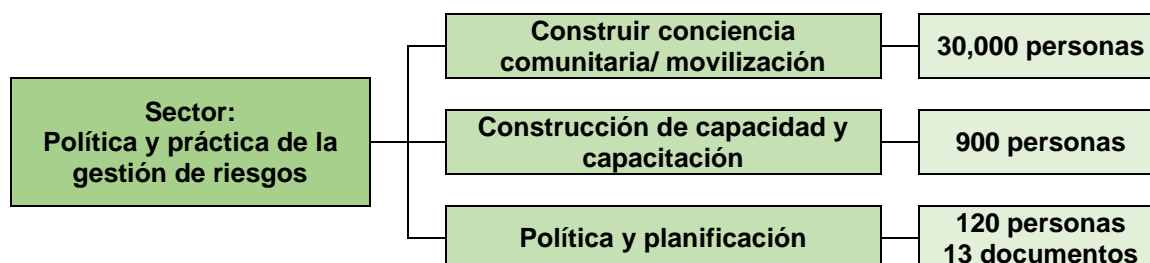 Sector:
Política y práctica de la
gestión de riesgos
Construir conciencia
comunitaria/ movilización
30,000 personas
Construcción de capacidad y
capacitación
900 personas
Política y planificación
120 personas
13 documentos